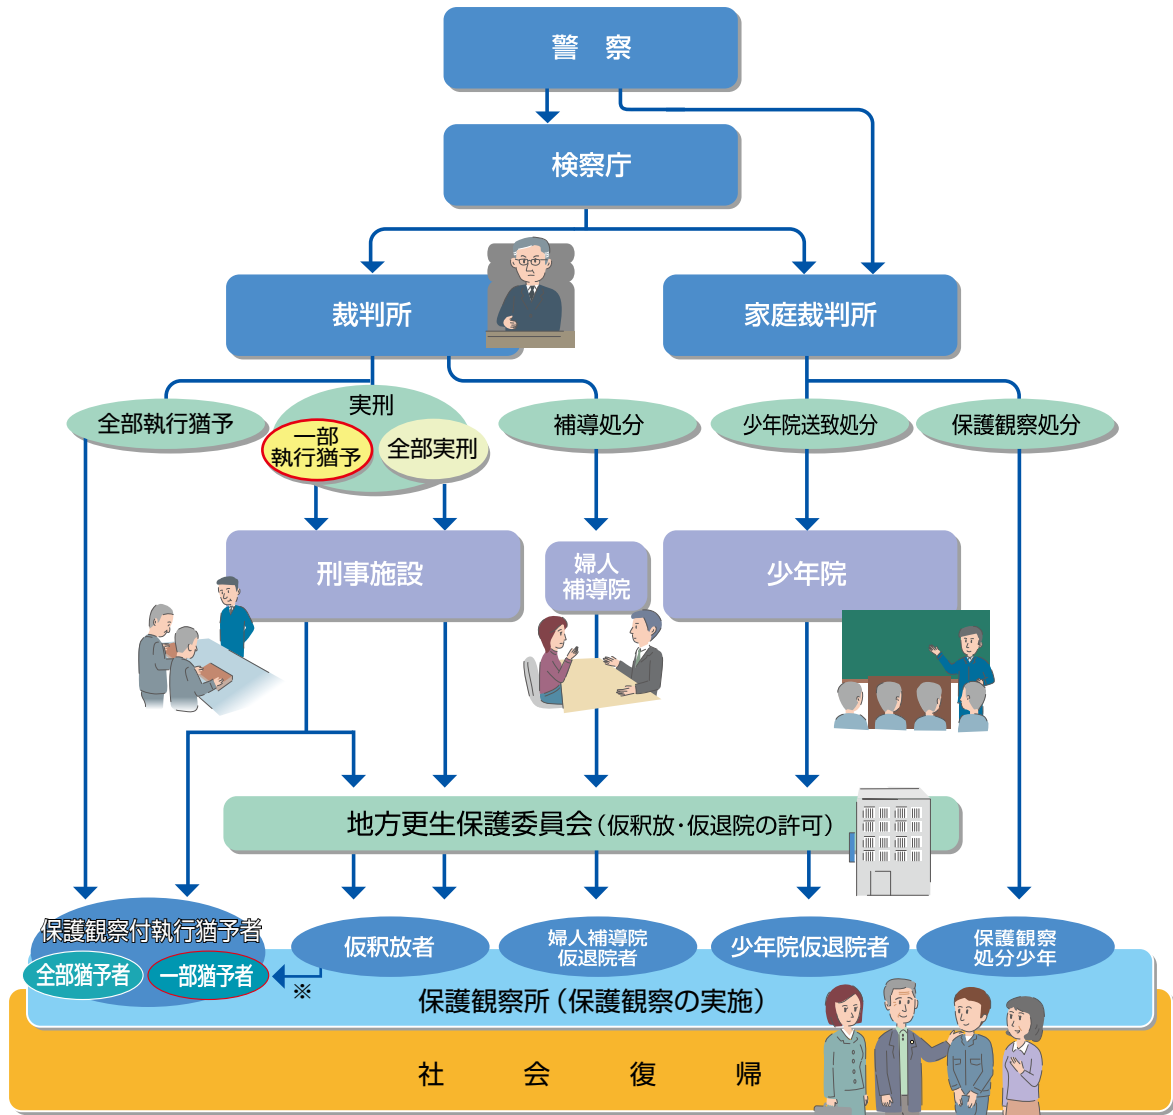 警　察
検察庁
裁判所
家庭裁判所
全部執行猶予
実刑
一部
執行猶予
全部実刑
補導処分
少年院送致処分
保護観察処分
刑事施設
婦人
補導院
少年院
地方更生保護委員会（仮釈放・仮退院の許可）
保護観察付執行猶予者
全部猶予者
一部猶予者
※
仮釈放者
婦人補導院
仮退院者
少年院仮退院者
保護観察
処分少年
保護観察所（保護観察の実施）
社　会　復　帰